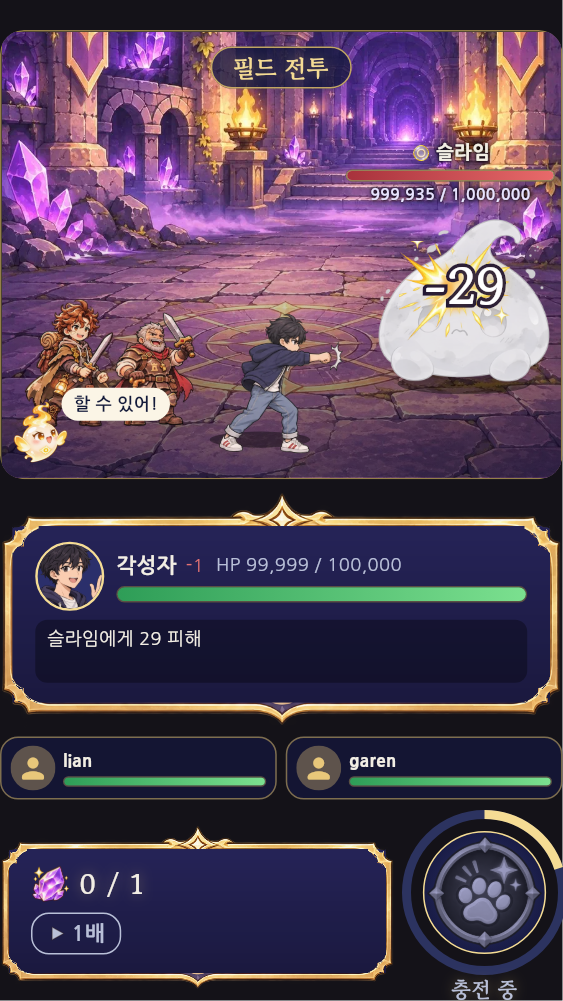 필드 전투
슬라임
999,935 / 1,000,000
-29
할 수 있어!
각성자 -1 HP 99,999 / 100,000
슬라임에게 29 피해
lian
garen
0 / 1
1배
충전 중